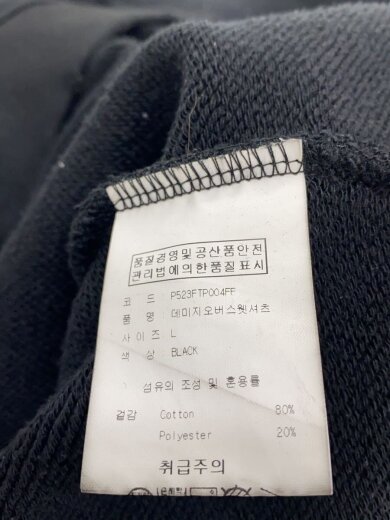 품질경영및공산품안전
관리법에의한품질표시
코 드 : P523FTP004FF
품 명 : 데미지오버스웻셔츠
사 이 즈 : L
색 상 : BLACK
섬유의 조성 및 혼용률
겉감 Cotton 80%
Polyester 20%
취급주의